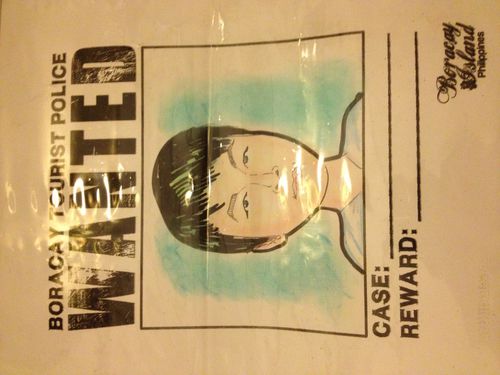 BORACAY TOURIST POLICE
WANTED
CASE:
REWARD:
Boracay
Island
Philippines